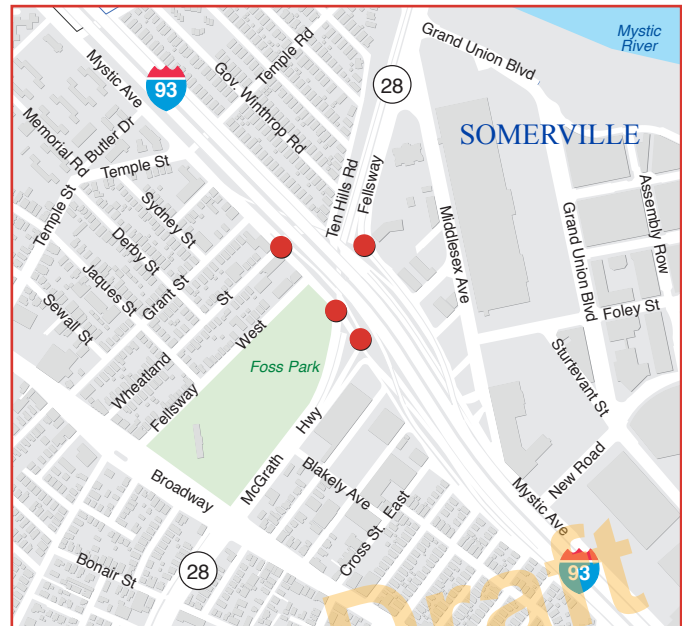 Mystic
River
Grand Union Blvd
Temple Rd
Mystic Ave
93
Gov. Winthrop Rd
28
SOMERVILLE
Butler Dr
Memorial Rd
Temple St
Temple St
Sydney St
Derby St
Grant St
Jaques St
Sewall St
Ten Hills Rd
Fellsway
Middlesex Ave
Grand Union Blvd
Assembly Row
Foley St
Wheatland St
Fellsway West
Foss Park
Sturtevant St
McGrath Hwy
Broadway
Blakely Ave
New Road
Mystic Ave
Cross St. East
Bonair St
28
93
Draft